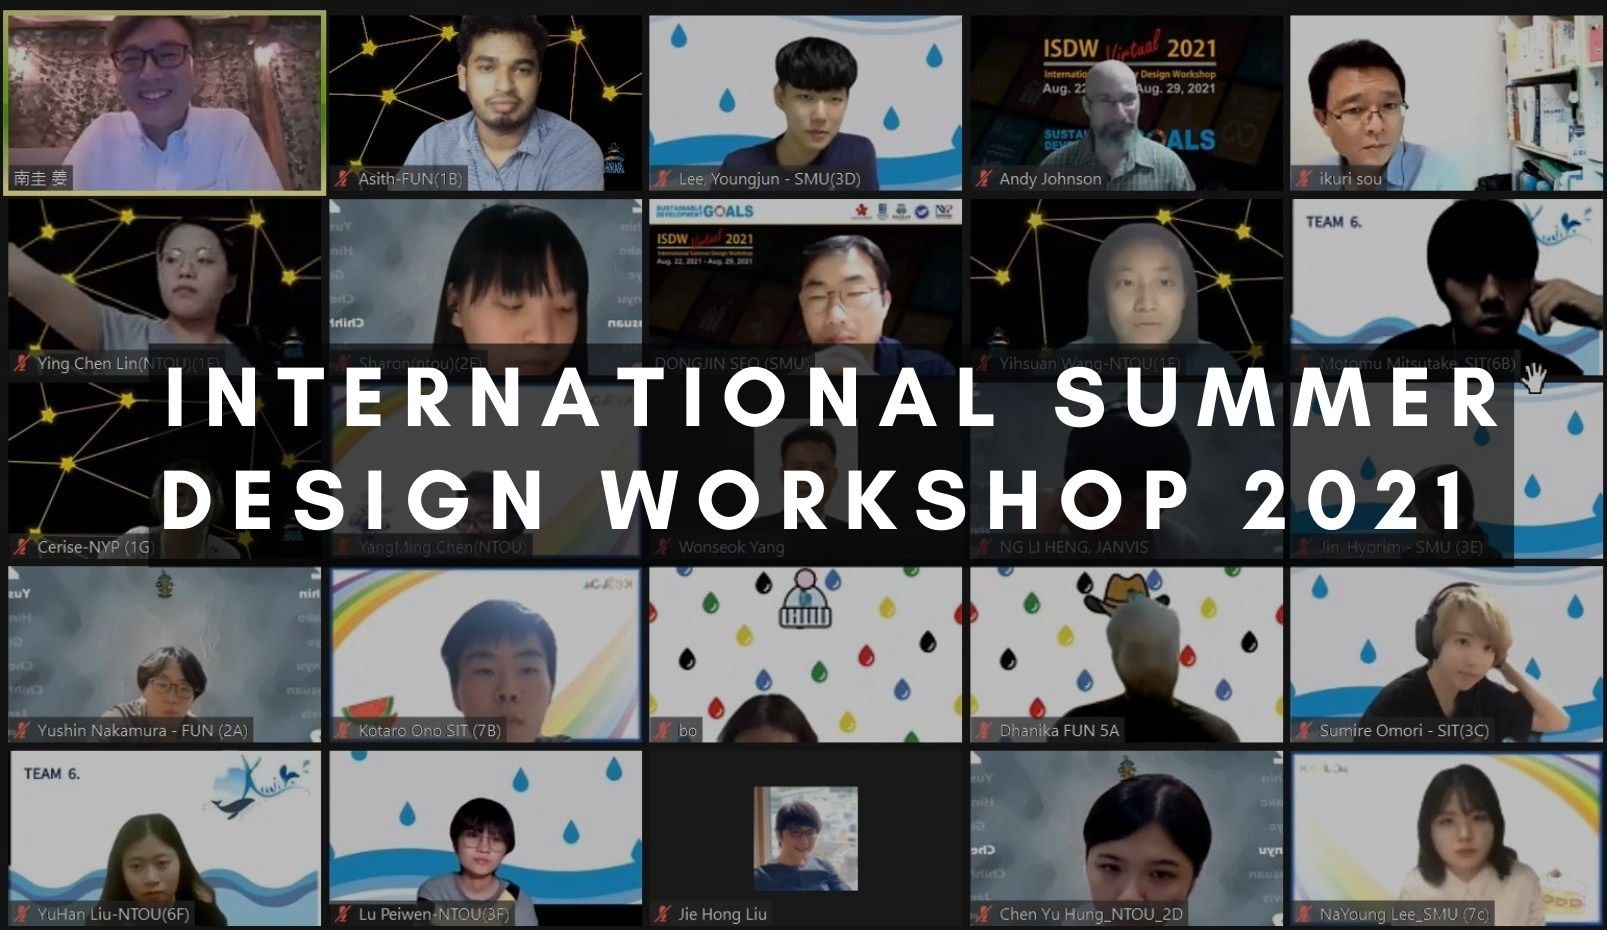 ISDW Virtual 2021
International Summer Design Workshop
Aug. 22
Aug. 29, 2021
GOALS
南圭 姜
Asith-FUN(1B)
Lee, Youngjun - SMU(3D)
Andy Johnson
ikuri sou
SUSTAINABLE
DEVELOPMENT GOALS
ISDW Virtual 2021
International Summer Design Workshop
Aug. 22, 2021 - Aug. 29, 2021
TEAM 6.
Ying Chen Lin(NTOU)(1F)
Sharon(ntou)(2E)
DONGJIN SEO (SMU)
Yihsuan Wang-NTOU(1E)
Motomu Mitsutake_SIT(6B)
INTERNATIONAL SUMMER
DESIGN WORKSHOP 2021
Cerise-NYP (1G)
YangMing Chen(NTOU)
Wonseok Yang
NG LI HENG, JANVIS
Jin, Hyorim - SMU (3E)
Yushin Nakamura - FUN (2A)
Kotaro Ono SIT (7B)
bo
Dhanika FUN 5A
Sumire Omori - SIT(3C)
TEAM 6.
YuHan Liu-NTOU(6F)
Lu Peiwen-NTOU(3F)
Jie Hong Liu
Chen Yu Hung_NTOU_2D
NaYoung Lee_SMU (7c)